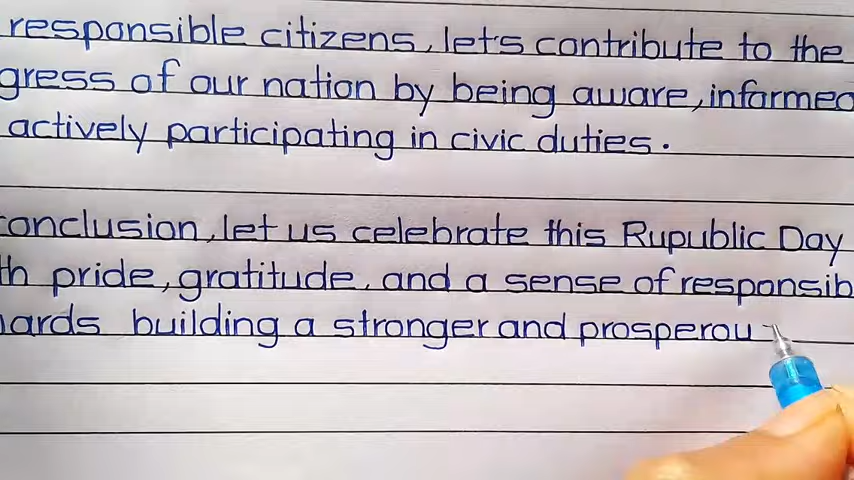 responsible citizens, let's contribute to the
gress of our nation by being aware, informed
actively participating in civic duties.
conclusion, let us celebrate this Rupublic Day
th pride, gratitude, and a sense of responsib
wards building a stronger and prosperou